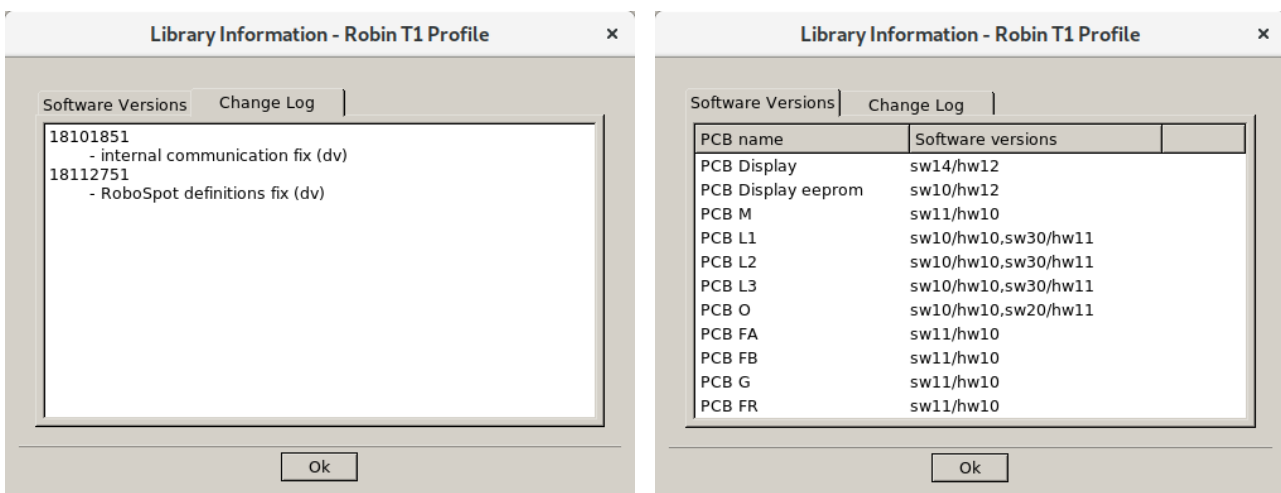 Library Information - Robin T1 Profile ×
Software Versions Change Log
18101851
- internal communication fix (dv)
18112751
- RoboSpot definitions fix (dv)
Ok
Library Information - Robin T1 Profile ×
Software Versions Change Log
PCB name Software versions
PCB Display sw14/hw12
PCB Display eeprom sw10/hw12
PCB M sw11/hw10
PCB L1 sw10/hw10,sw30/hw11
PCB L2 sw10/hw10,sw30/hw11
PCB L3 sw10/hw10,sw30/hw11
PCB O sw10/hw10,sw20/hw11
PCB FA sw11/hw10
PCB FB sw11/hw10
PCB G sw11/hw10
PCB FR sw11/hw10
Ok